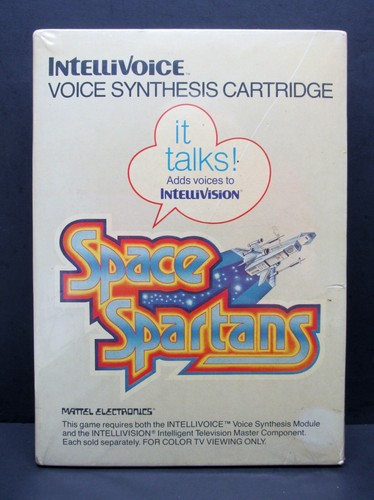 INTELLIVOICE™
VOICE SYNTHESIS CARTRIDGE
it
talks!
Adds voices to
INTELLIVISION®
Space
Spartans
MATTEL ELECTRONICS®
This game requires both the INTELLIVOICE™ Voice Synthesis Module
and the INTELLIVISION® Intelligent Television Master Component.
Each sold separately. FOR COLOR TV VIEWING ONLY.